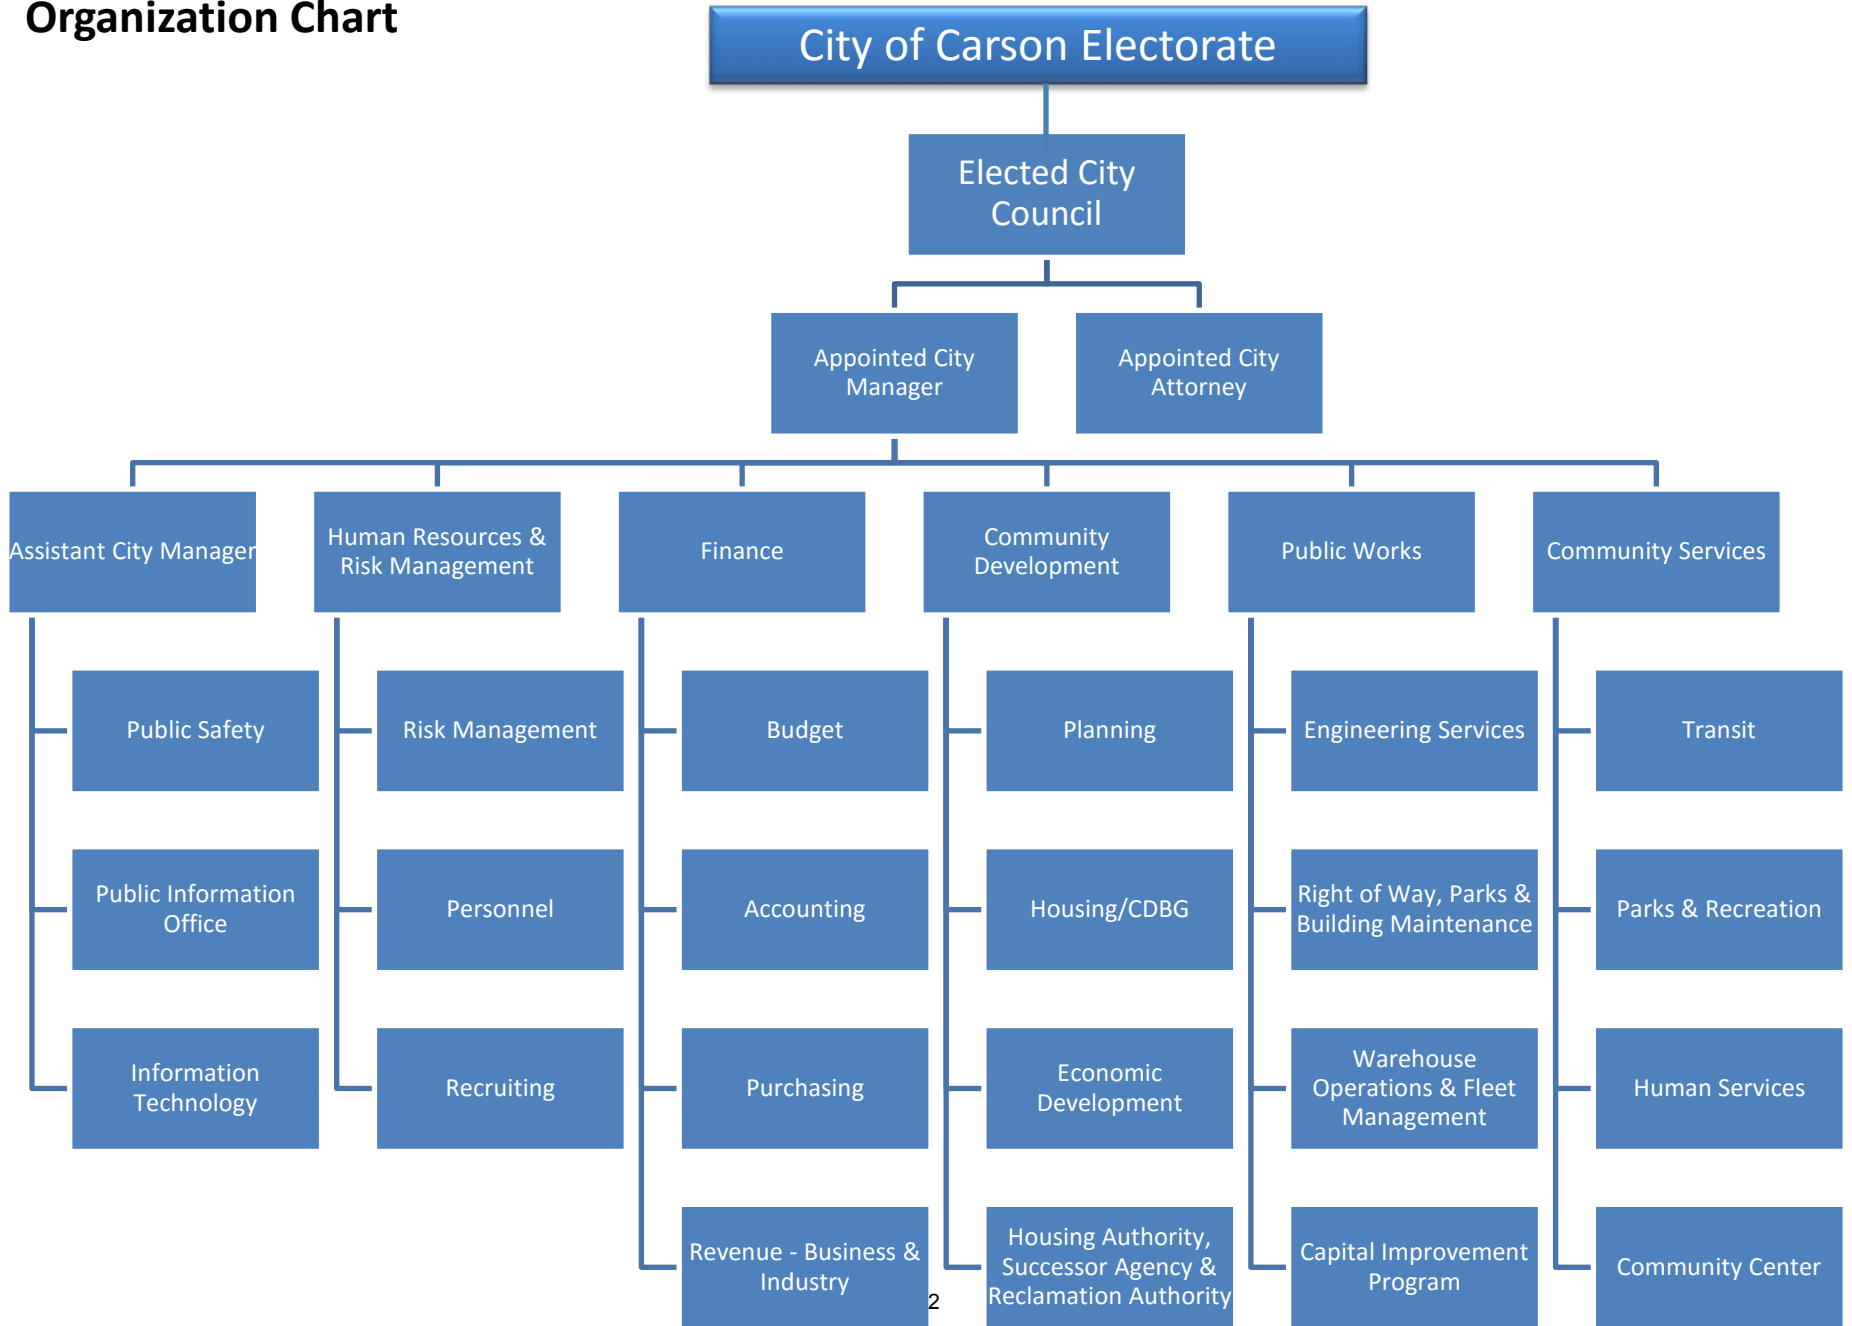 Organization Chart
City of Carson Electorate
Elected City
Council
Appointed City
Manager
Appointed City
Attorney
Assistant City Manager
Human Resources &
Risk Management
Finance
Community
Development
Public Works
Community Services
Public Safety
Risk Management
Budget
Planning
Engineering Services
Transit
Public Information
Office
Personnel
Accounting
Housing/CDBG
Right of Way, Parks &
Building Maintenance
Parks & Recreation
Information
Technology
Recruiting
Purchasing
Economic
Development
Warehouse
Operations & Fleet
Management
Human Services
Revenue - Business &
Industry
Housing Authority,
Successor Agency &
Reclamation Authority
Capital Improvement
Program
Community Center
2